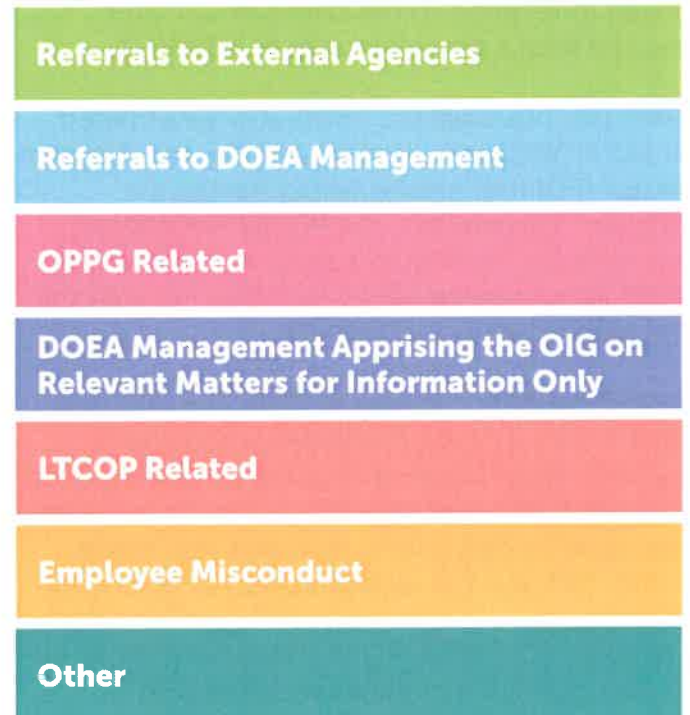 Referrals to External Agencies
Referrals to DOEA Management
OPPG Related
DOEA Management Apprising the OIG on
Relevant Matters for Information Only
LTCOP Related
Employee Misconduct
Other